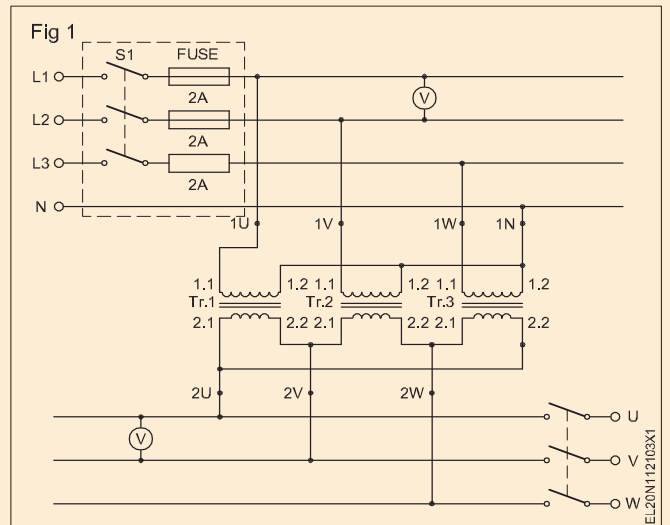 Fig 1
S1 FUSE
L1
2A
L2
2A
L3
2A
N
V
1U 1V 1W 1N
1.1 1.2 1.1 1.2 1.1 1.2
Tr.1 Tr.2 Tr.3
2.1 2.2 2.1 2.2 2.1 2.2
2U 2V 2W
V
U
V
W
EL20N112103X1